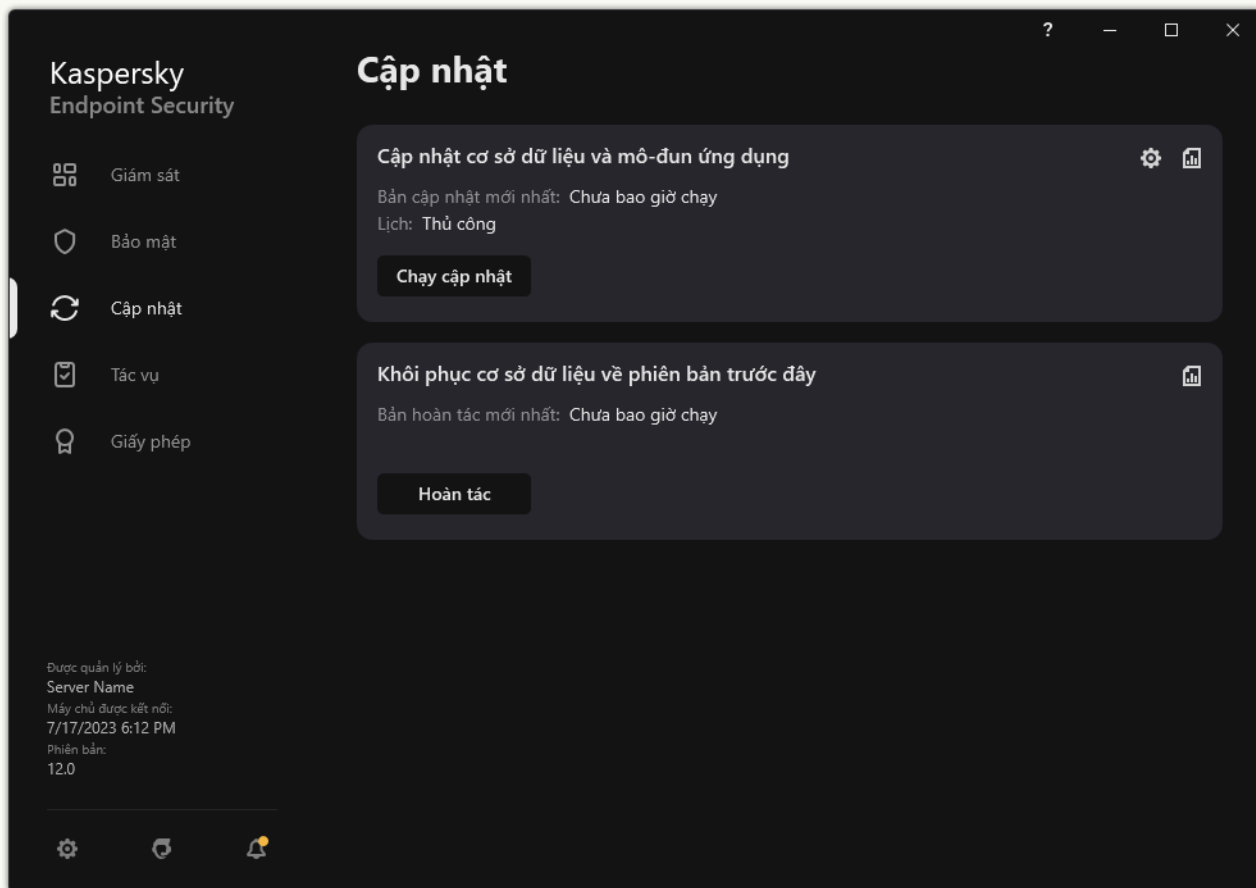 ?
Kaspersky
Endpoint Security
Giám sát
Bảo mật
Cập nhật
Tác vụ
Giấy phép
Được quản lý bởi:
Server Name
Máy chủ được kết nối:
7/17/2023 6:12 PM
Phiên bản:
12.0
Cập nhật
Cập nhật cơ sở dữ liệu và mô-đun ứng dụng
Bản cập nhật mới nhất: Chưa bao giờ chạy
Lịch: Thủ công
Chạy cập nhật
Khôi phục cơ sở dữ liệu về phiên bản trước đây
Bản hoàn tác mới nhất: Chưa bao giờ chạy
Hoàn tác